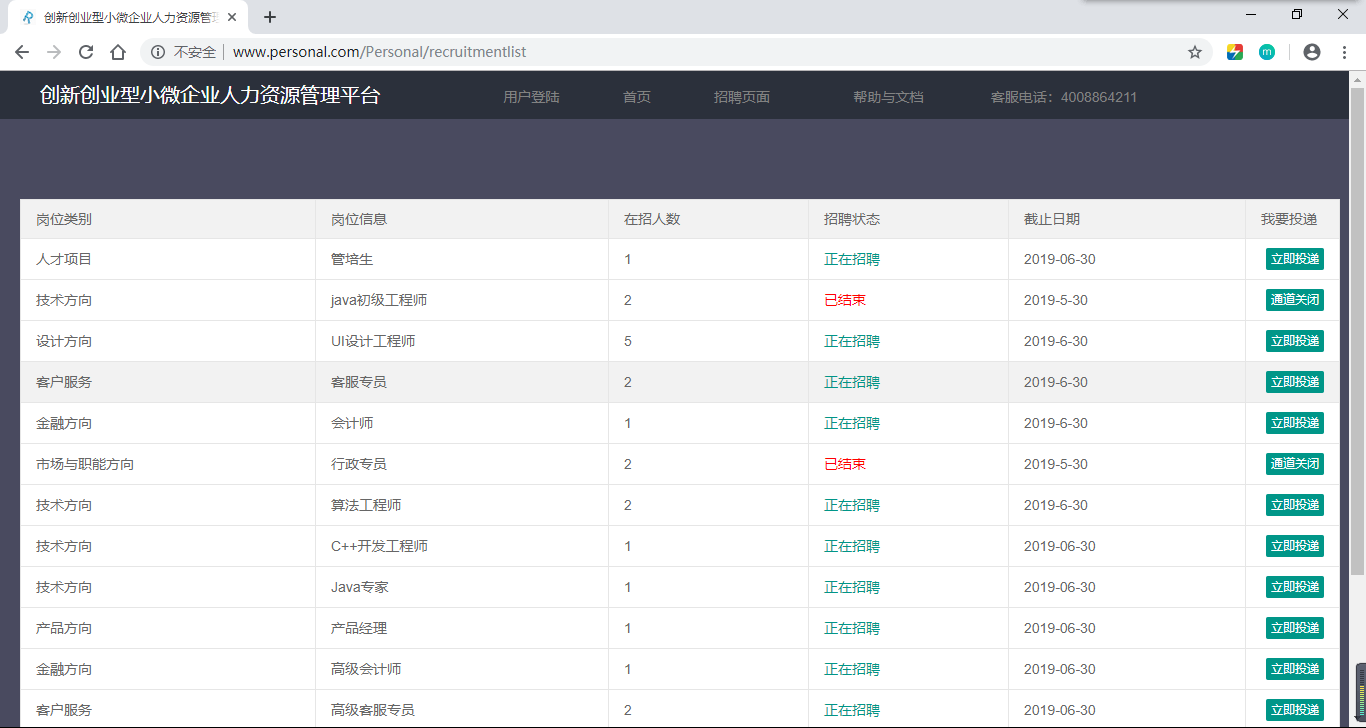 创新创业型小微企业人力资源管理
不安全 www.personal.com/Personal/recruitmentlist
创新创业型小微企业人力资源管理平台 用户登陆 首页 招聘页面 帮助与文档 客服电话：4008864211
岗位类别 岗位信息 在招人数 招聘状态 截止日期 我要投递
人才项目 管培生 1 正在招聘 2019-06-30 立即投递
技术方向 java初级工程师 2 已结束 2019-5-30 通道关闭
设计方向 UI设计工程师 5 正在招聘 2019-6-30 立即投递
客户服务 客服专员 2 正在招聘 2019-6-30 立即投递
金融方向 会计师 1 正在招聘 2019-6-30 立即投递
市场与职能方向 行政专员 2 已结束 2019-5-30 通道关闭
技术方向 算法工程师 2 正在招聘 2019-6-30 立即投递
技术方向 C++开发工程师 1 正在招聘 2019-06-30 立即投递
技术方向 Java专家 1 正在招聘 2019-06-30 立即投递
产品方向 产品经理 1 正在招聘 2019-06-30 立即投递
金融方向 高级会计师 1 正在招聘 2019-06-30 立即投递
客户服务 高级客服专员 2 正在招聘 2019-06-30 立即投递